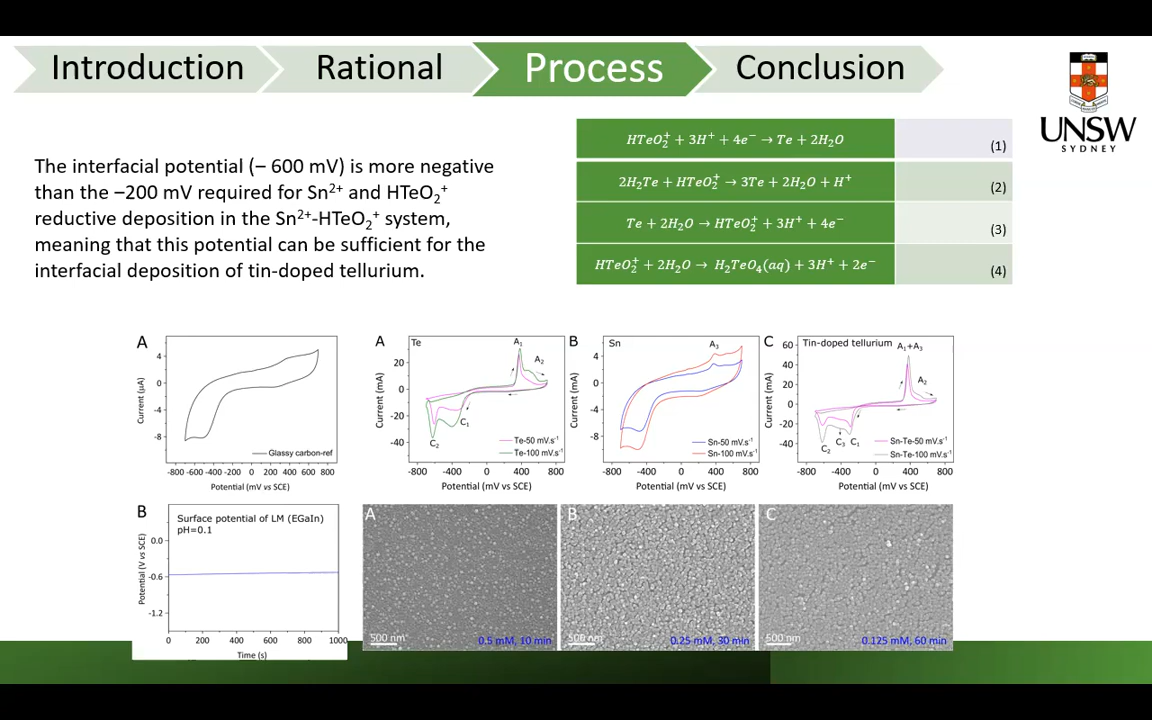 Introduction
Rational
Process
Conclusion
UNSW
SYDNEY
The interfacial potential (– 600 mV) is more negative
than the –200 mV required for Sn²⁺ and HTeO₂⁺
reductive deposition in the Sn²⁺-HTeO₂⁺ system,
meaning that this potential can be sufficient for the
interfacial deposition of tin-doped tellurium.
HTeO₂⁺ + 3H⁺ + 4e⁻ → Te + 2H₂O (1)
2H₂Te + HTeO₂⁺ → 3Te + 2H₂O + H⁺ (2)
Te + 2H₂O → HTeO₂⁺ + 3H⁺ + 4e⁻ (3)
HTeO₂⁺ + 2H₂O → H₂TeO₄(aq) + 3H⁺ + 2e⁻ (4)
A
Current (μA)
4
0
-4
-8
Glassy carbon-ref
-800 -600 -400 -200 0 200 400 600 800
Potential (mV vs SCE)
A
Te
Current (mA)
20
0
-20
-40
A₁
A₂
C₁
C₂
Te-50 mV.s⁻¹
Te-100 mV.s⁻¹
-800 -400 0 400 800
Potential (mV vs SCE)
B
Sn
Current (mA)
4
0
-4
-8
A₃
Sn-50 mV.s⁻¹
Sn-100 mV.s⁻¹
-800 -400 0 400 800
Potential (mV vs SCE)
C
Tin-doped tellurium
Current (mA)
60
40
20
0
-20
-40
A₁+A₃
A₂
C₂
C₃
C₁
Sn-Te-50 mV.s⁻¹
Sn-Te-100 mV.s⁻¹
-800 -400 0 400 800
Potential (mV vs SCE)
B
Surface potential of LM (EGaIn)
pH=0.1
Potential (V vs SCE)
0.0
-0.6
-1.2
0 200 400 600 800 1000
Time (s)
A
500 nm
0.5 mM, 10 min
B
500 nm
0.25 mM, 30 min
C
500 nm
0.125 mM, 60 min